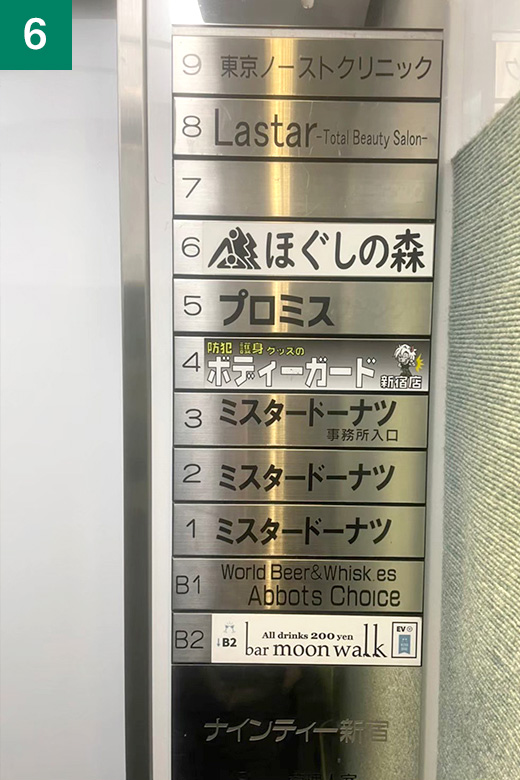 6
9 東京ノーストクリニック
8 Lastar -Total Beauty Salon-
7
6 ほぐしの森
5 プロミス
防犯 護身 グッズの
4 ボディーガード 新宿店
3 ミスタードーナツ
事務所入口
2 ミスタードーナツ
1 ミスタードーナツ
World Beer&Whisk es
B1 Abbots Choice
All drinks 200 yen EV
B2 ↓B2 bar moon walk
ナインティー新宿